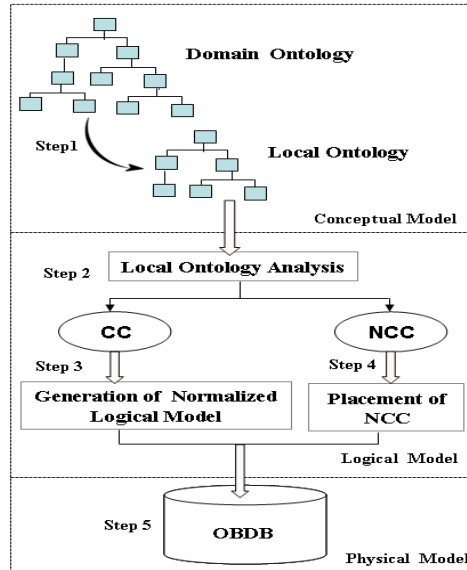 Domain Ontology
Step1
Local Ontology
Conceptual Model
Step 2
Local Ontology Analysis
CC
NCC
Step 3
Step 4
Generation of Normalized
Logical Model
Placement of
NCC
Logical Model
Step 5
OBDB
Physical Model